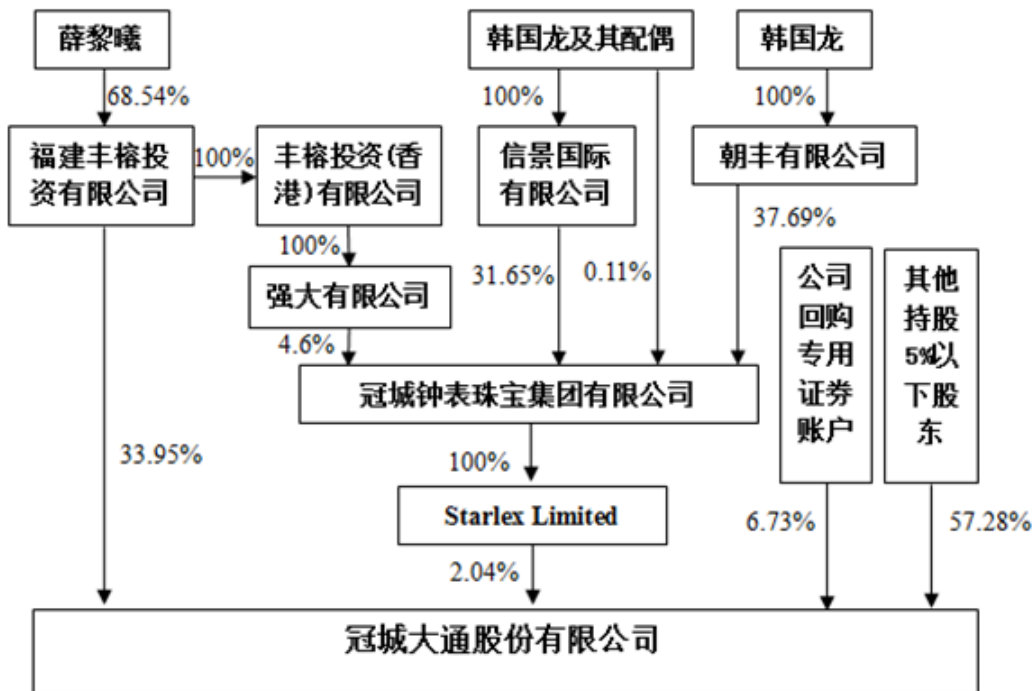 薛黎曦
韩国龙及其配偶
韩国龙
68.54%
100%
100%
福建丰榕投
资有限公司
100%
丰榕投资(香
港)有限公司
信景国际
有限公司
朝丰有限公司
100%
31.65%
0.11%
37.69%
强大有限公司
4.6%
公司
回购
专用
证券
账户
其他
持股
5%以
下股
东
冠城钟表珠宝集团有限公司
33.95%
100%
Starlex Limited
6.73%
57.28%
2.04%
冠城大通股份有限公司